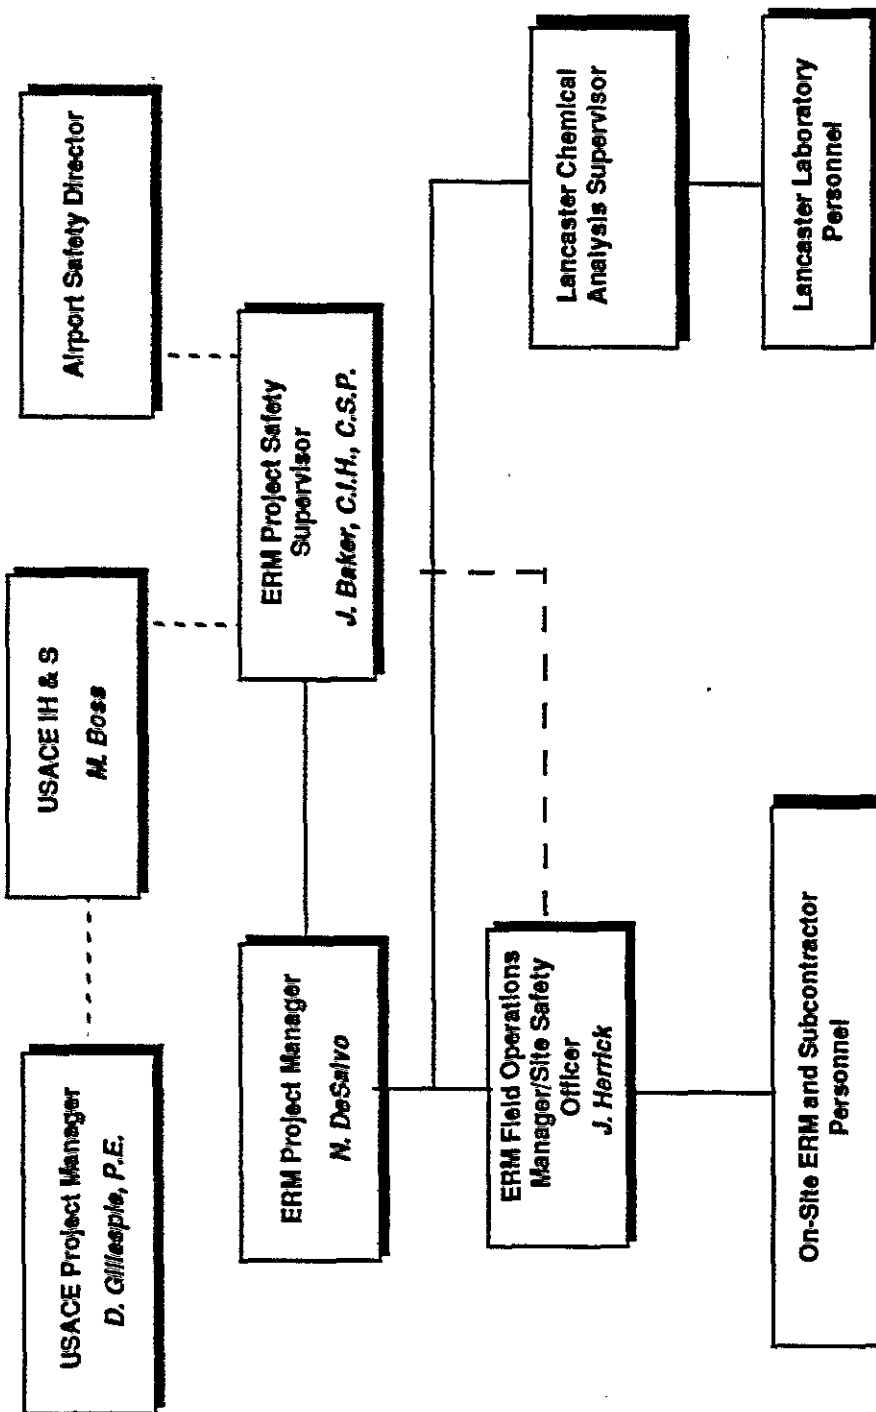 USACE Project Manager
D. Gillespie, P.E.
USACE IH & S
M. Boss
Airport Safety Director
ERM Project Manager
N. DeSalvo
ERM Project Safety
Supervisor
J. Baker, C.I.H., C.S.P.
ERM Field Operations
Manager/Site Safety
Officer
J. Herrick
Lancaster Chemical
Analysis Supervisor
On-Site ERM and Subcontractor
Personnel
Lancaster Laboratory
Personnel